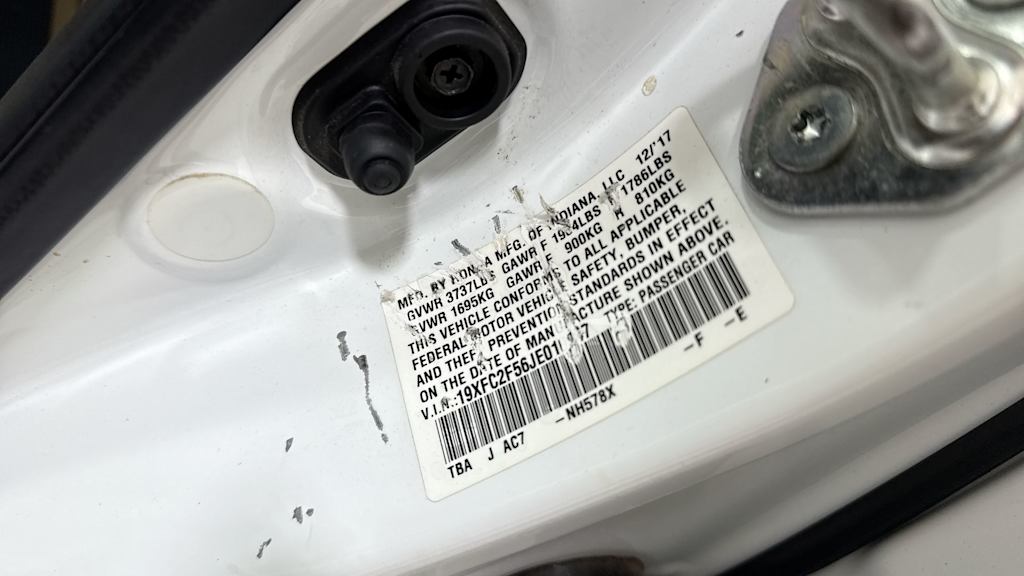 MFD. BY HONDA MFG. OF INDIANA, LLC 12/'17
GVWR 3737LBS GAWR F 1984LBS R 1786LBS
GVWR 1695KG GAWR F 900KG R 810KG
THIS VEHICLE CONFORMS TO ALL APPLICABLE
FEDERAL MOTOR VEHICLE SAFETY, BUMPER,
AND THEFT PREVENTION STANDARDS IN EFFECT
ON THE DATE OF MANUFACTURE SHOWN ABOVE.
V.I.N.: TYPE: PASSENGER CAR
TBA J AC7 -NH578X -F -E